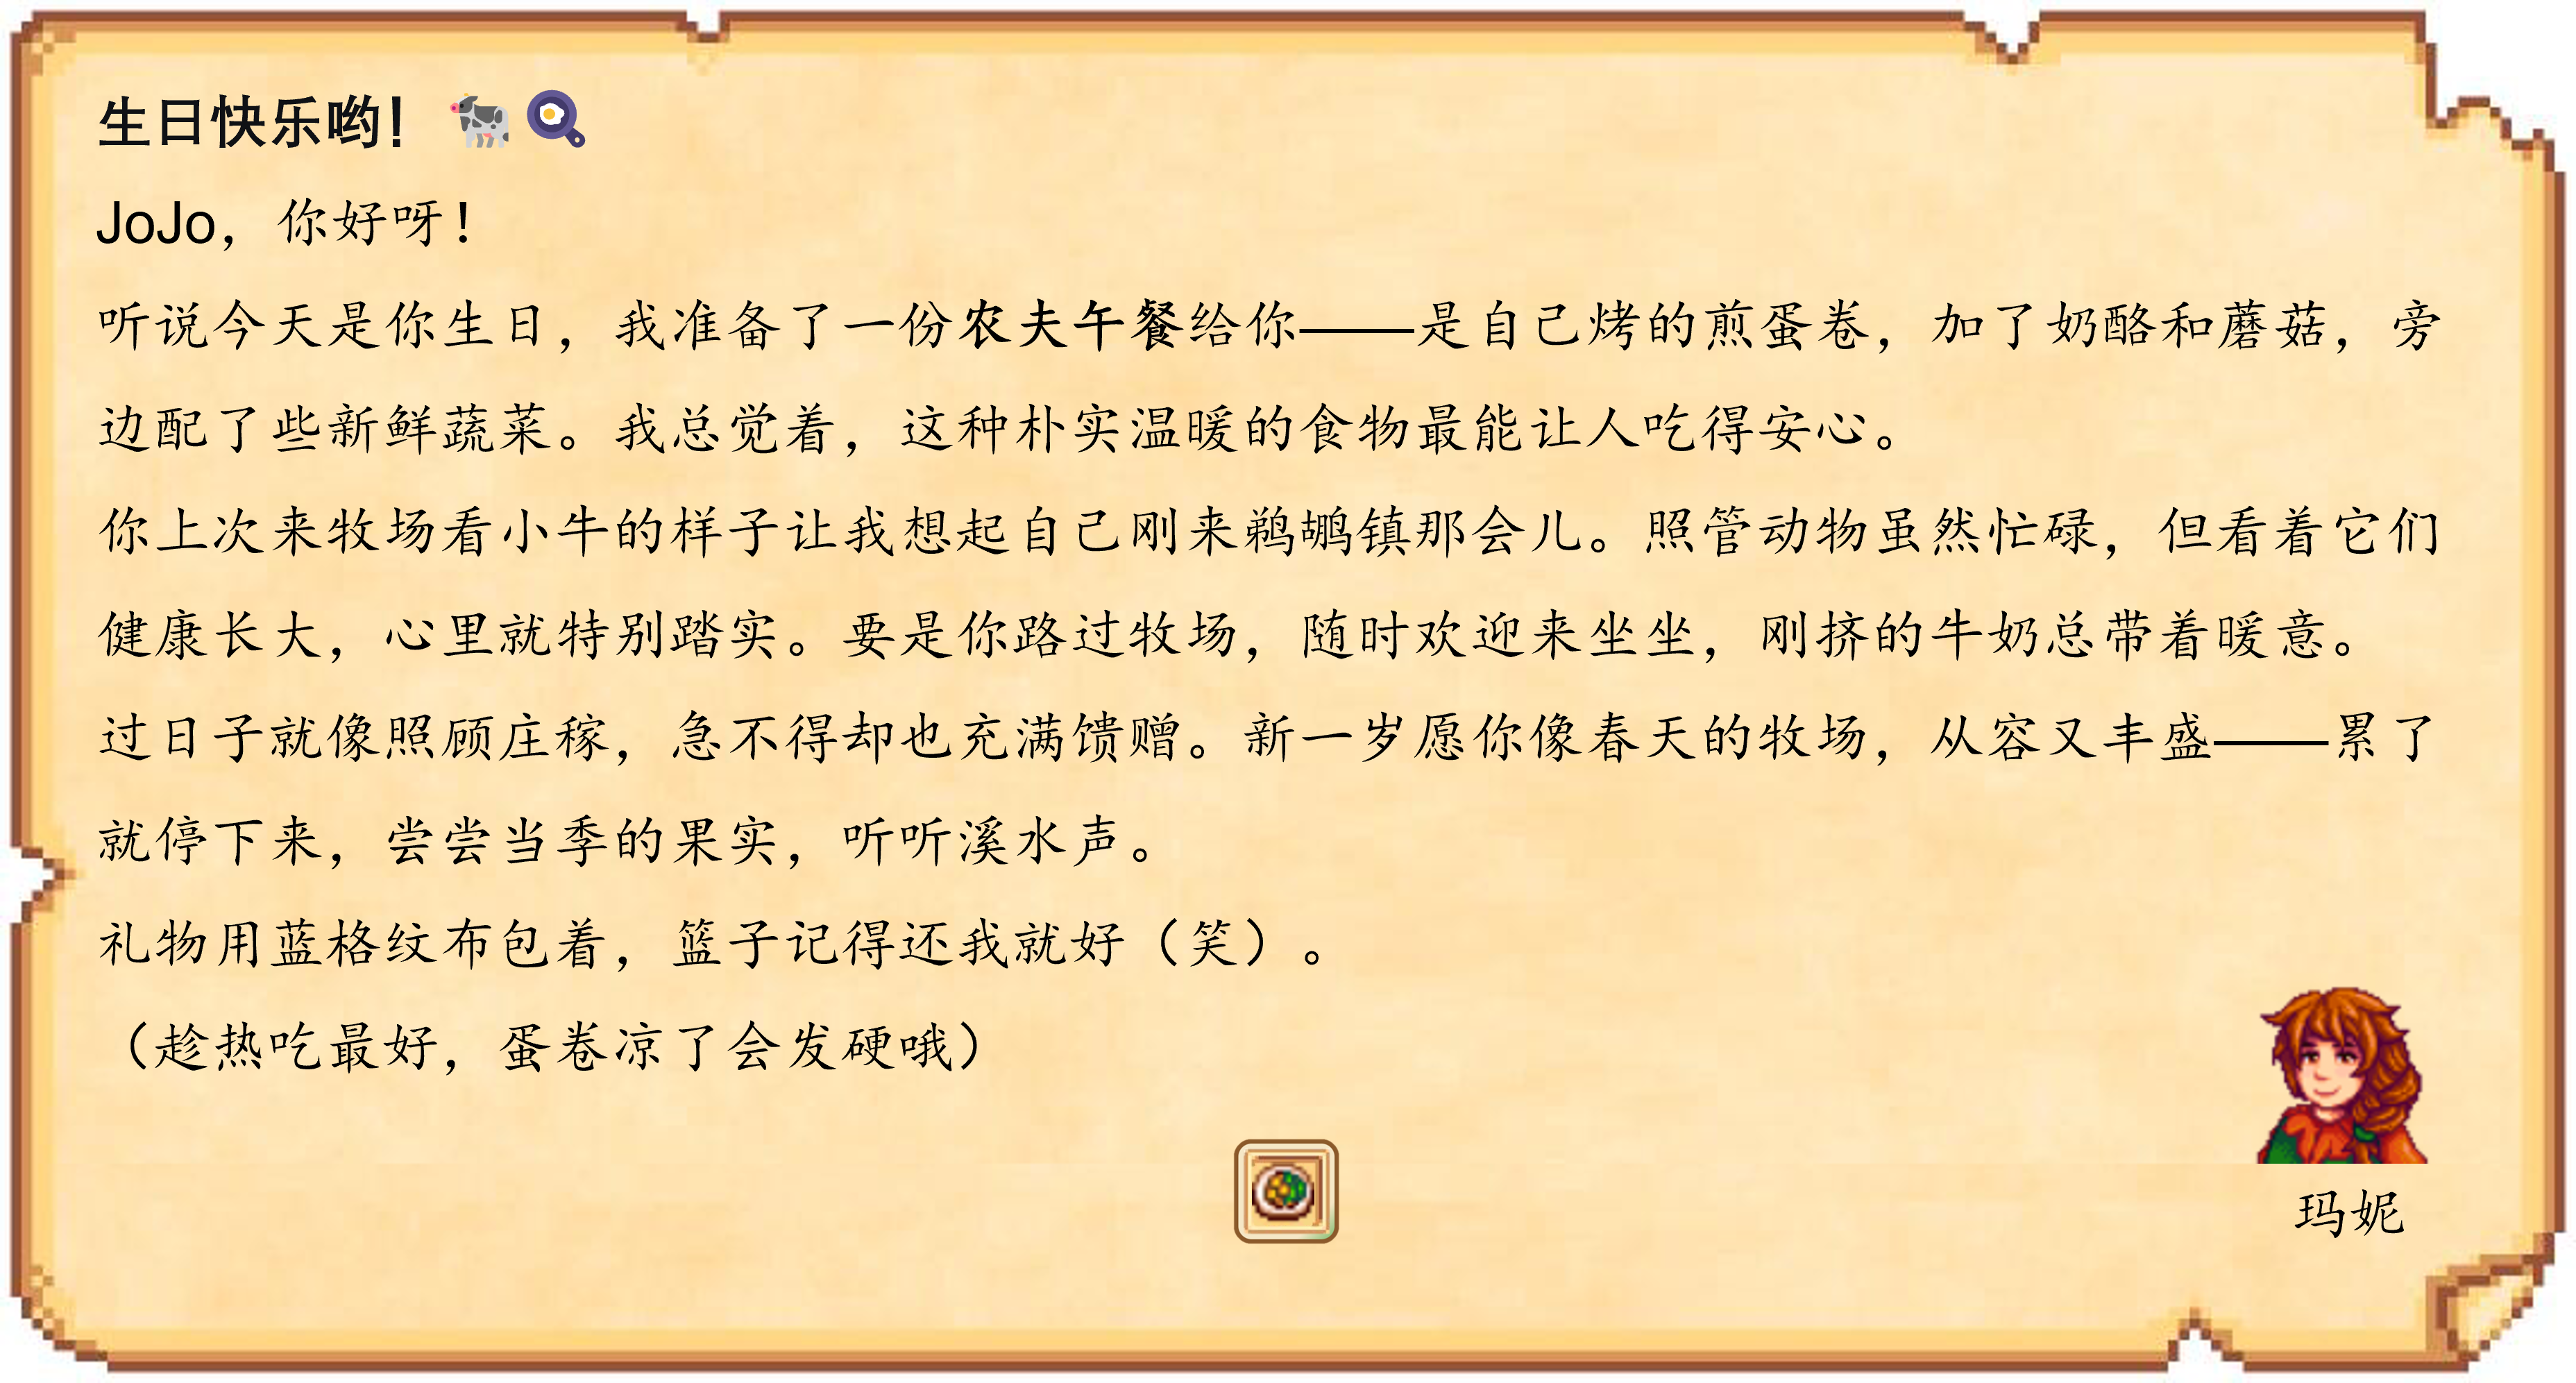 生日快乐哟！🐄🍳
JoJo，你好呀！
听说今天是你生日，我准备了一份农夫午餐给你——是自己烤的煎蛋卷，加了奶酪和蘑菇，旁
边配了些新鲜蔬菜。我总觉着，这种朴实温暖的食物最能让人吃得安心。
你上次来牧场看小牛的样子让我想起自己刚来鹈鹕镇那会儿。照管动物虽然忙碌，但看着它们
健康长大，心里就特别踏实。要是你路过牧场，随时欢迎来坐坐，刚挤的牛奶总带着暖意。
过日子就像照顾庄稼，急不得却也充满馈赠。新一岁愿你像春天的牧场，从容又丰盛——累了
就停下来，尝尝当季的果实，听听溪水声。
礼物用蓝格纹布包着，篮子记得还我就好（笑）。
（趁热吃最好，蛋卷凉了会发硬哦）
玛妮